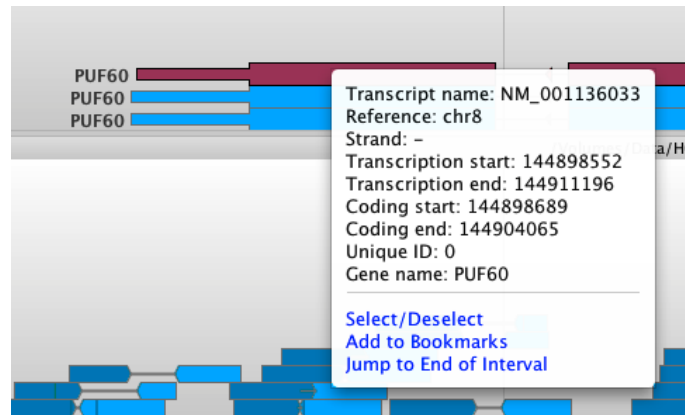 PUF60
PUF60
PUF60
Transcript name: NM_001136033
Reference: chr8
Strand: –
Transcription start: 144898552
Transcription end: 144911196
Coding start: 144898689
Coding end: 144904065
Unique ID: 0
Gene name: PUF60
Select/Deselect
Add to Bookmarks
Jump to End of Interval